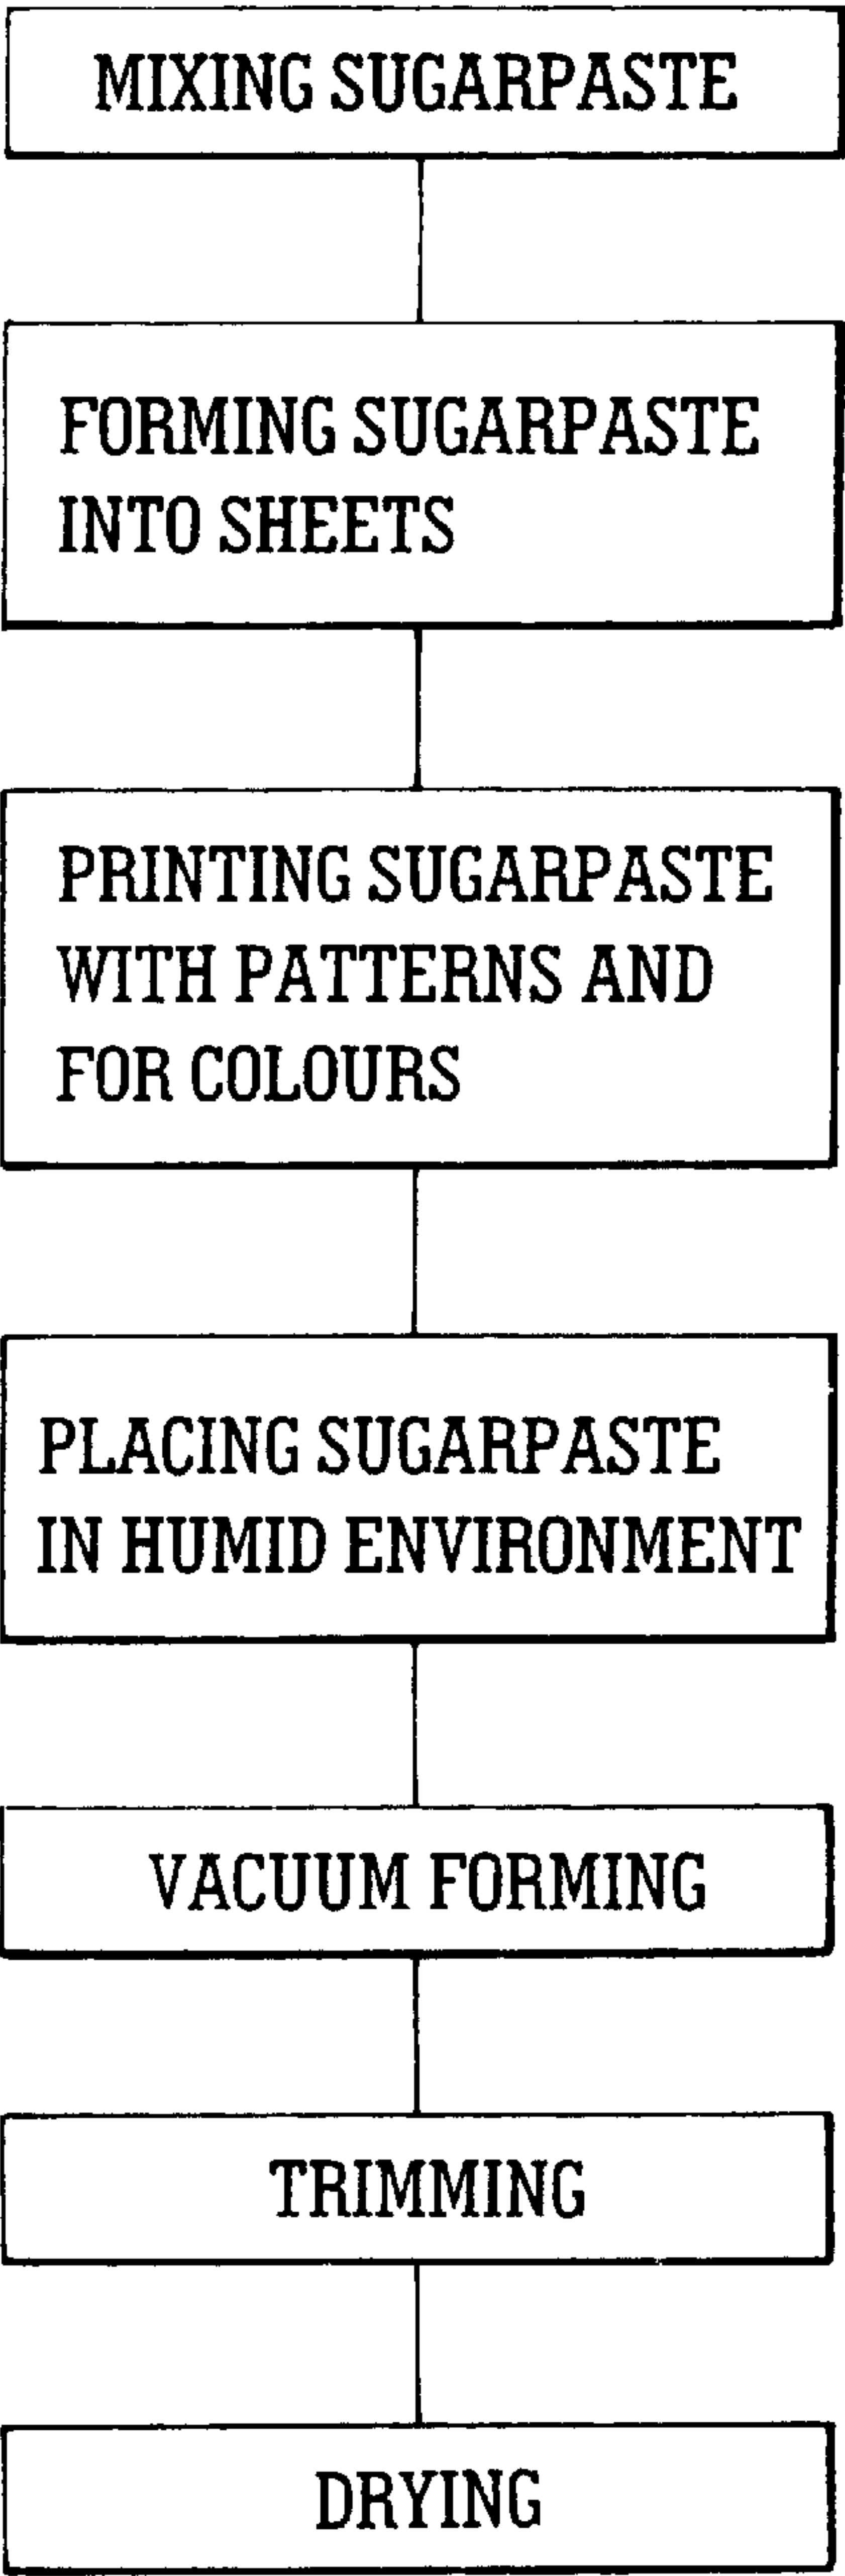 MIXING SUGARPASTE
FORMING SUGARPASTE
INTO SHEETS
PRINTING SUGARPASTE
WITH PATTERNS AND
FOR COLOURS
PLACING SUGARPASTE
IN HUMID ENVIRONMENT
VACUUM FORMING
TRIMMING
DRYING